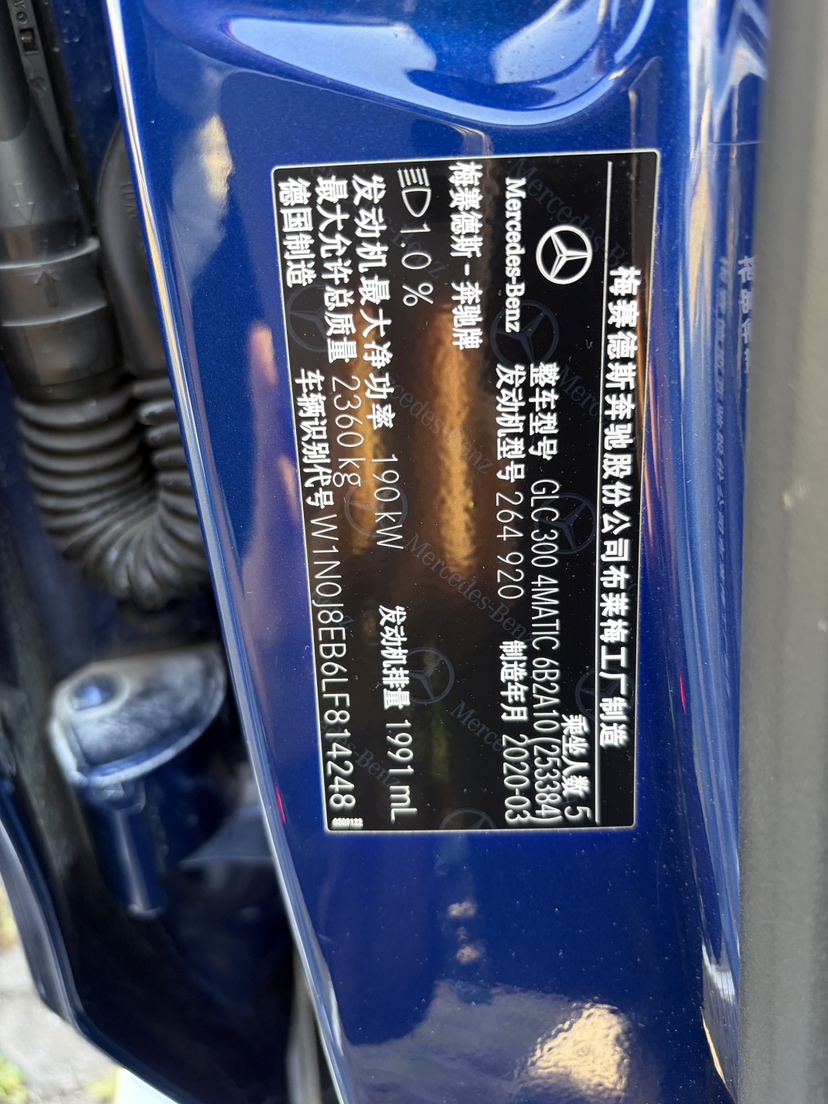 梅赛德斯奔驰股份公司布莱梅工厂制造
Mercedes-Benz
乘坐人数 5
整车型号 GLC 300 4MATIC 6B2A10 (253384)
发动机型号 264 920 制造年月 2020-03
梅赛德斯-奔驰牌
1.0 %
发动机最大净功率 190 kW 发动机排量 1991 mL
最大允许总质量 2360 kg
德国制造 车辆识别代号 W1N0J8EB6LF814248